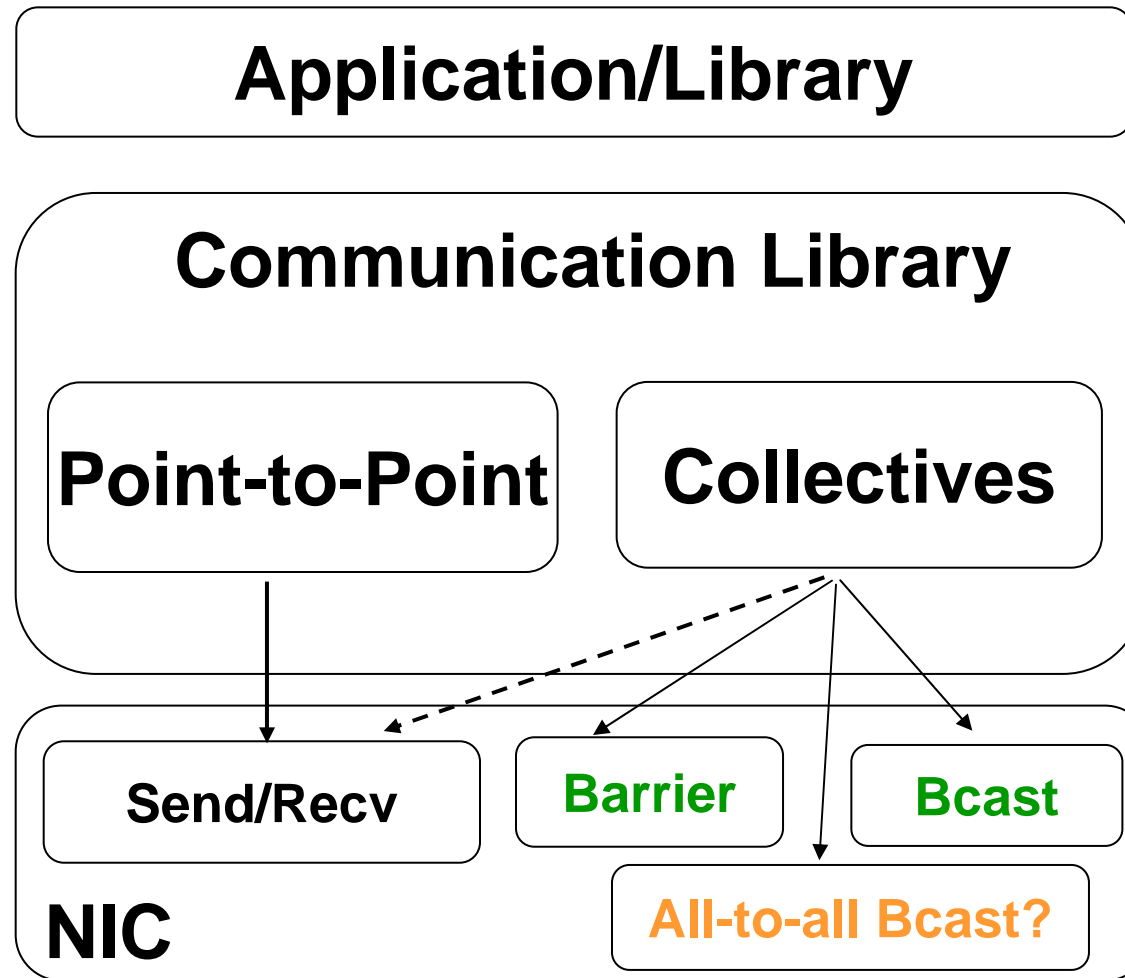 Application/Library
Communication Library
Point-to-Point
Collectives
Send/Recv
Barrier
Bcast
All-to-all Bcast?
NIC